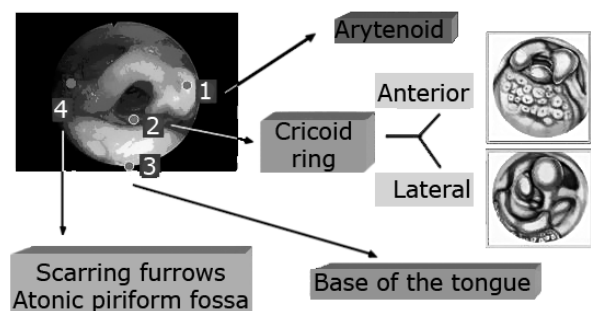 Arytenoid
1
4
2
3
Anterior
Cricoid
ring
Lateral
Scarring furrows
Atonic piriform fossa
Base of the tongue